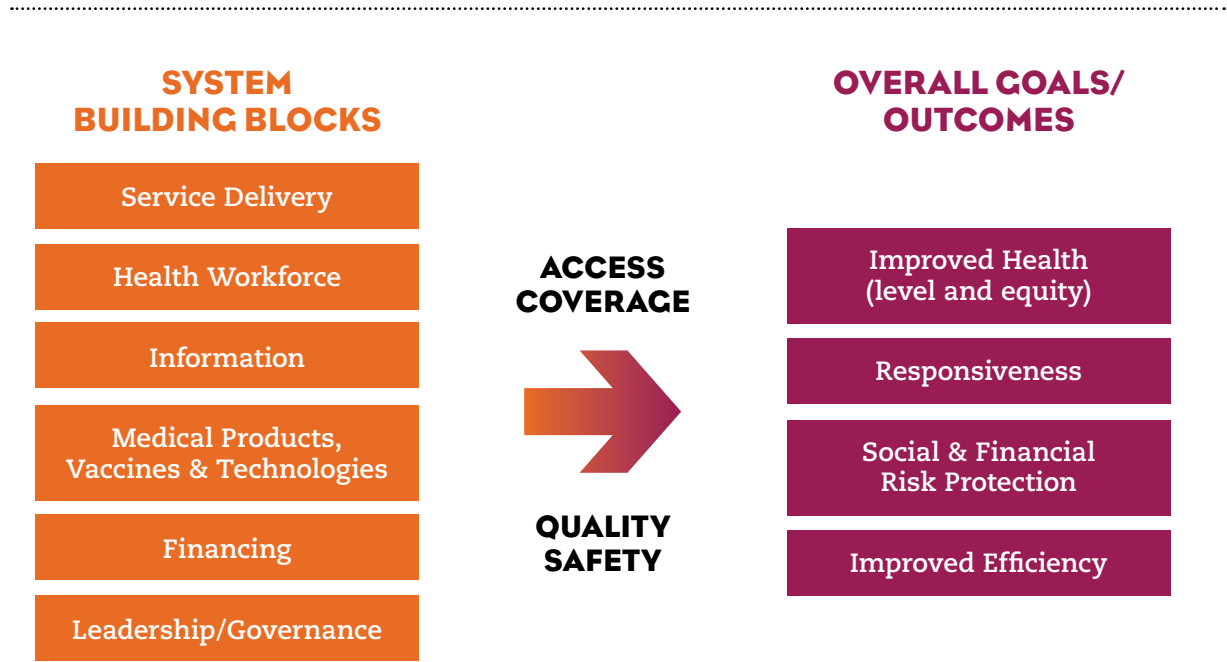 SYSTEM
BUILDING BLOCKS
Service Delivery
Health Workforce
Information
Medical Products,
Vaccines & Technologies
Financing
Leadership/Governance
ACCESS
COVERAGE
QUALITY
SAFETY
OVERALL GOALS/
OUTCOMES
Improved Health
(level and equity)
Responsiveness
Social & Financial
Risk Protection
Improved Efficiency